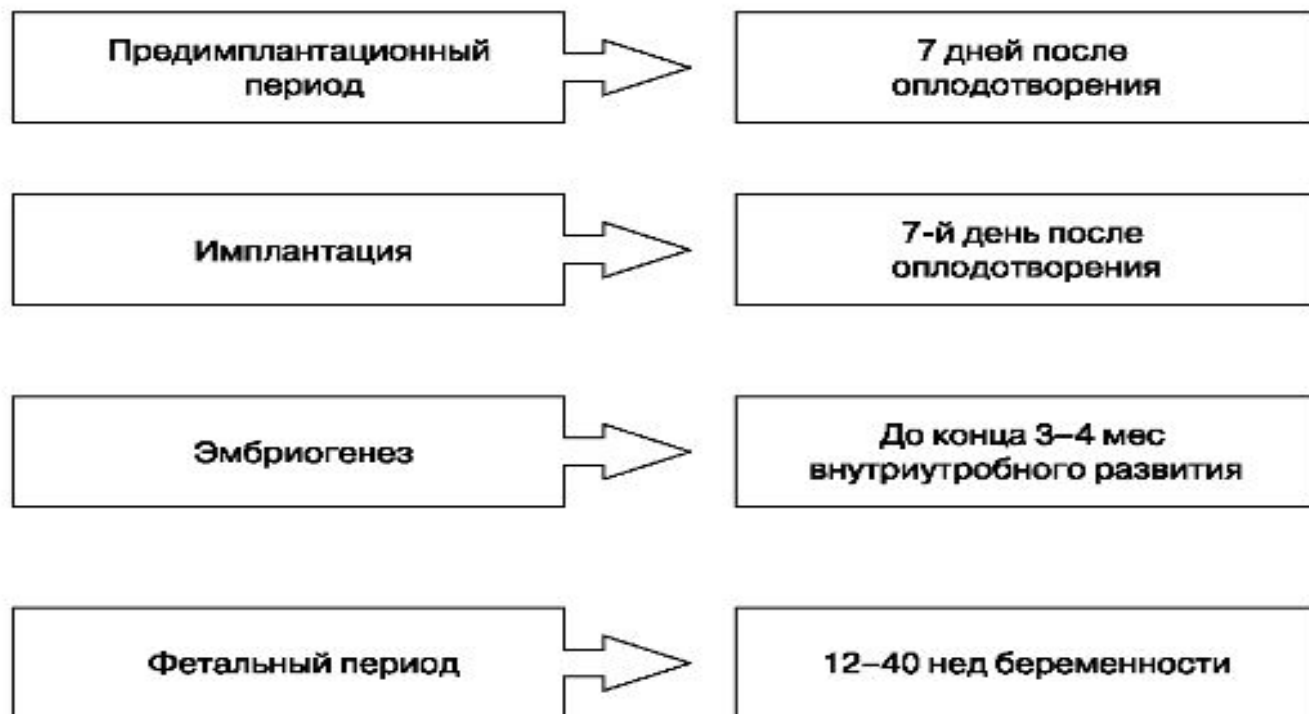 Предимплантационный
период
7 дней после
оплодотворения
Имплантация
7-й день после
оплодотворения
Эмбриогенез
До конца 3–4 мес
внутриутробного развития
Фетальный период
12–40 нед беременности